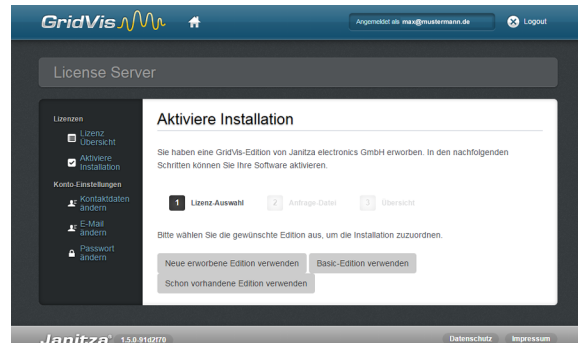 GridVis
Angemeldet als max@mustermann.de
Logout
License Server
Lizenzen
Lizenz
Übersicht
Aktiviere
Installation
Konto-Einstellungen
Kontaktdaten
ändern
E-Mail
ändern
Passwort
ändern
Aktiviere Installation
Sie haben eine GridVis-Edition von Janitza electronics GmbH erworben. In den nachfolgenden
Schritten können Sie Ihre Software aktivieren.
1 Lizenz-Auswahl 2 Anfrage-Datei 3 Übersicht
Bitte wählen Sie die gewünschte Edition aus, um die Installation zuzuordnen.
Neue erworbene Edition verwenden Basic-Edition verwenden
Schon vorhandene Edition verwenden
Janitza® 1.5.0-91d2f70 Datenschutz Impressum